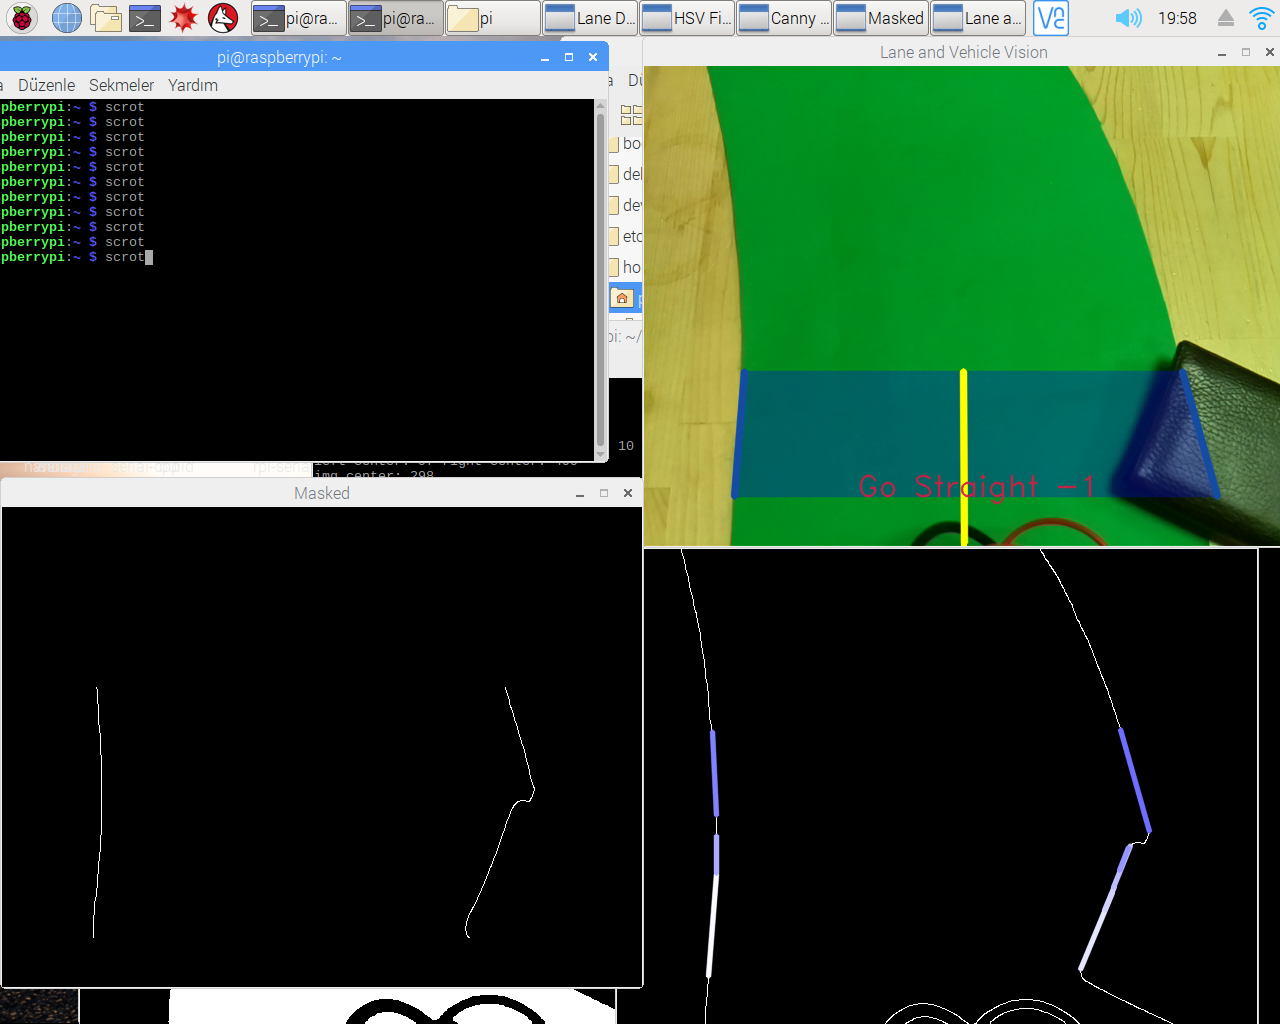 pi@ra...
pi@ra...
pi
Lane D...
HSV Fi...
Canny ...
Masked
Lane a...
19:58
pi@raspberrypi: ~
a Düzenle Sekmeler Yardım
pberrypi:~ $ scrot
pberrypi:~ $ scrot
pberrypi:~ $ scrot
pberrypi:~ $ scrot
pberrypi:~ $ scrot
pberrypi:~ $ scrot
pberrypi:~ $ scrot
pberrypi:~ $ scrot
pberrypi:~ $ scrot
pberrypi:~ $ scrot
pberrypi:~ $ scrot
a Dü
bo
del
dev
etc
ho
p
pi: ~/
10
img center: 298
Lane and Vehicle Vision
Go Straight -1
Masked